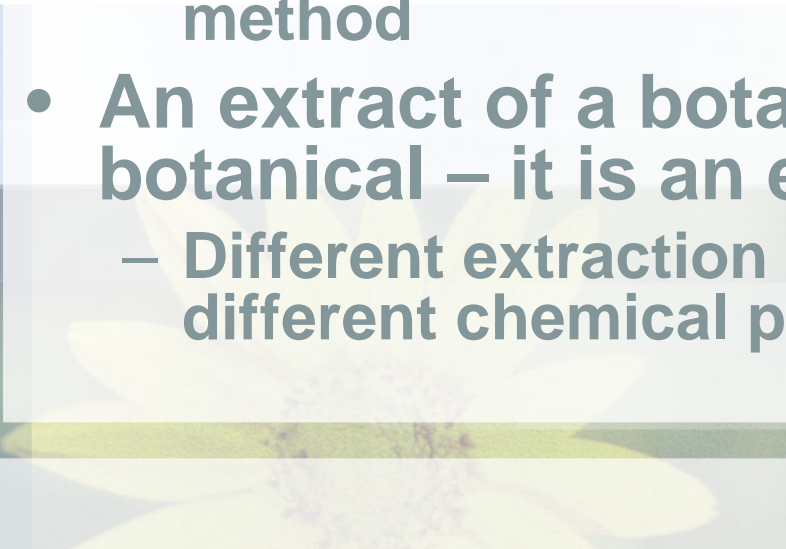 method
• An extract of a bota
botanical – it is an e
– Different extraction
different chemical p